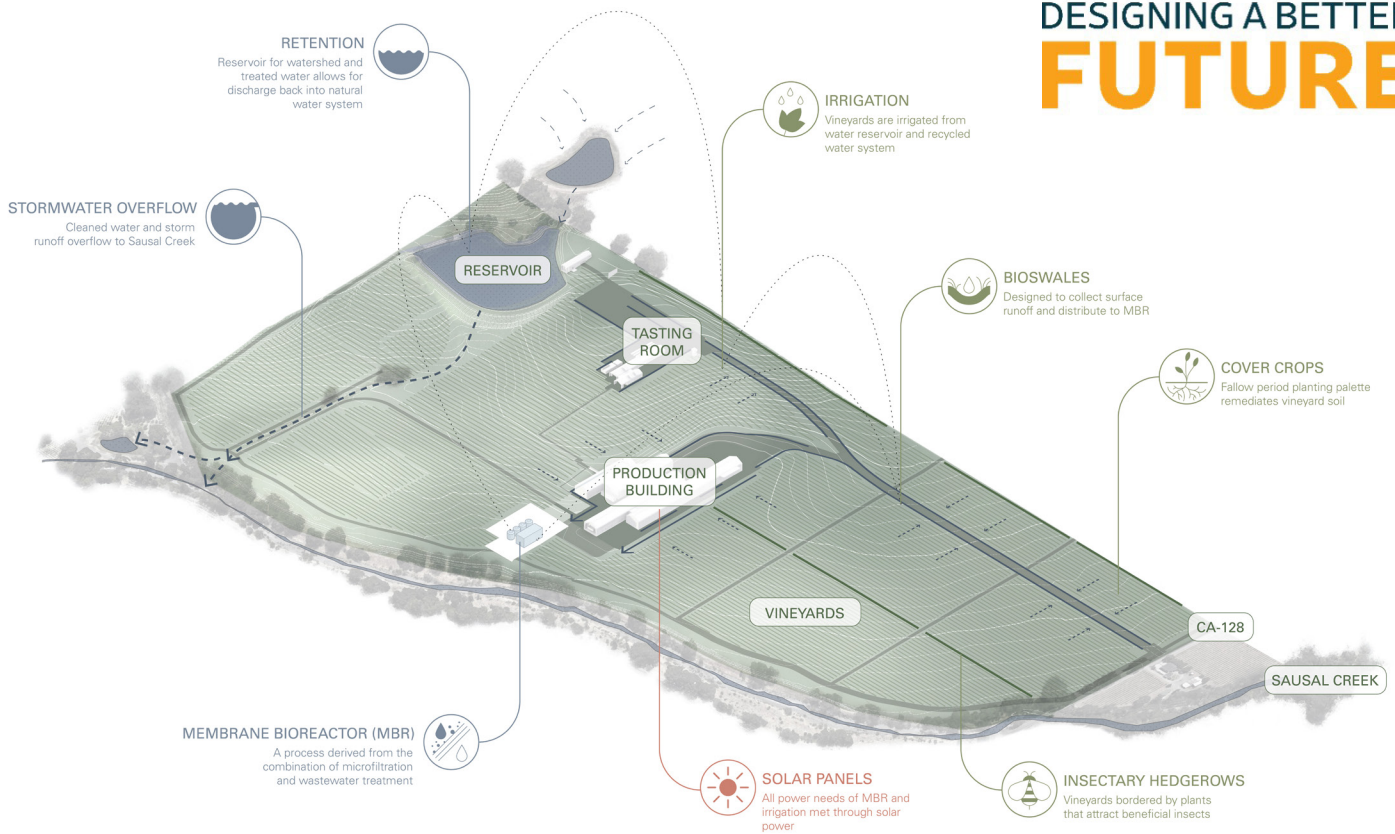 DESIGNING A BETTE
FUTURE
RETENTION
Reservoir for watershed and
treated water allows for
discharge back into natural
water system
IRRIGATION
Vineyards are irrigated from
water reservoir and recycled
water system
STORMWATER OVERFLOW
Cleaned water and storm
runoff overflow to Sausal Creek
RESERVOIR
BIOSWALES
Designed to collect surface
runoff and distribute to MBR
TASTING
ROOM
COVER CROPS
Fallow period planting palette
remediates vineyard soil
PRODUCTION
BUILDING
VINEYARDS
CA-128
SAUSAL CREEK
MEMBRANE BIOREACTOR (MBR)
A process derived from the
combination of microfiltration
and wastewater treatment
SOLAR PANELS
All power needs of MBR and
irrigation met through solar
power
INSECTARY HEDGEROWS
Vineyards bordered by plants
that attract beneficial insects